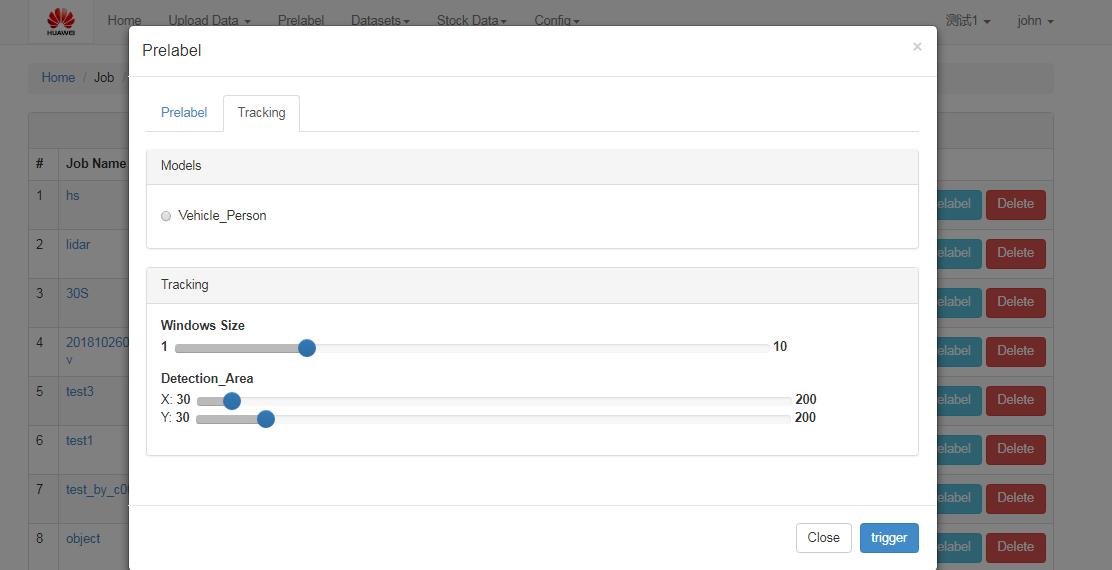 HUAWEI
Home Upload Data Prelabel Datasets Stock Data Config 测试1 john
Prelabel ×
Home / Job /
Prelabel Tracking
Models
# Job Name
Vehicle_Person
1 hs elabel Delete
2 lidar elabel Delete
Tracking
3 30S elabel Delete
Windows Size
1 10
4 201810260 elabel Delete
v
Detection_Area
5 test3 elabel Delete
X: 30 200
Y: 30 200
6 test1 elabel Delete
7 test_by_c0 elabel Delete
8 object elabel Delete
Close trigger